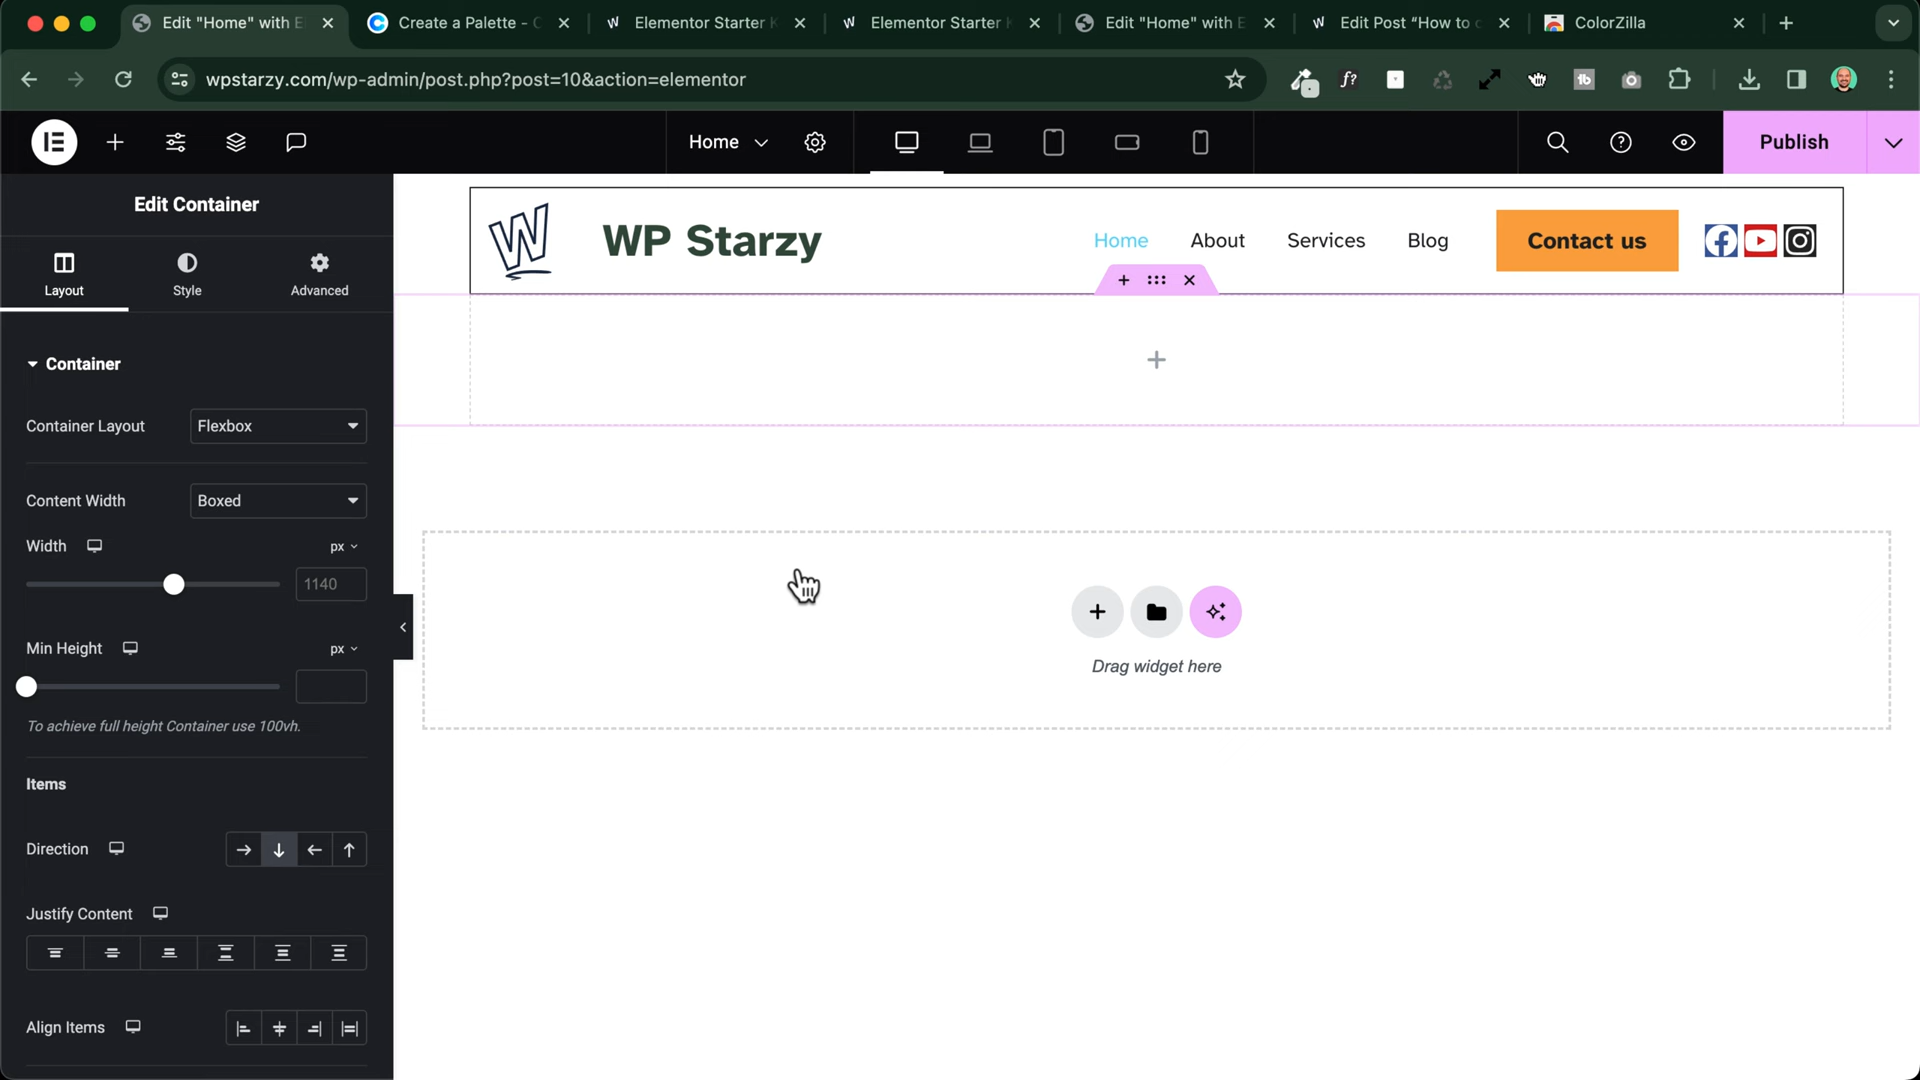 Edit "Home" with E
Create a Palette - C
Elementor Starter K
Elementor Starter K
Edit "Home" with E
Edit Post “How to c
ColorZilla
wpstarzy.com/wp-admin/post.php?post=10&action=elementor
Home
Publish
Edit Container
Layout
Style
Advanced
Container
Container Layout
Flexbox
Content Width
Boxed
Width
px
1140
Min Height
px
To achieve full height Container use 100vh.
Items
Direction
Justify Content
Align Items
W
WP Starzy
Home
About
Services
Blog
Contact us
Drag widget here